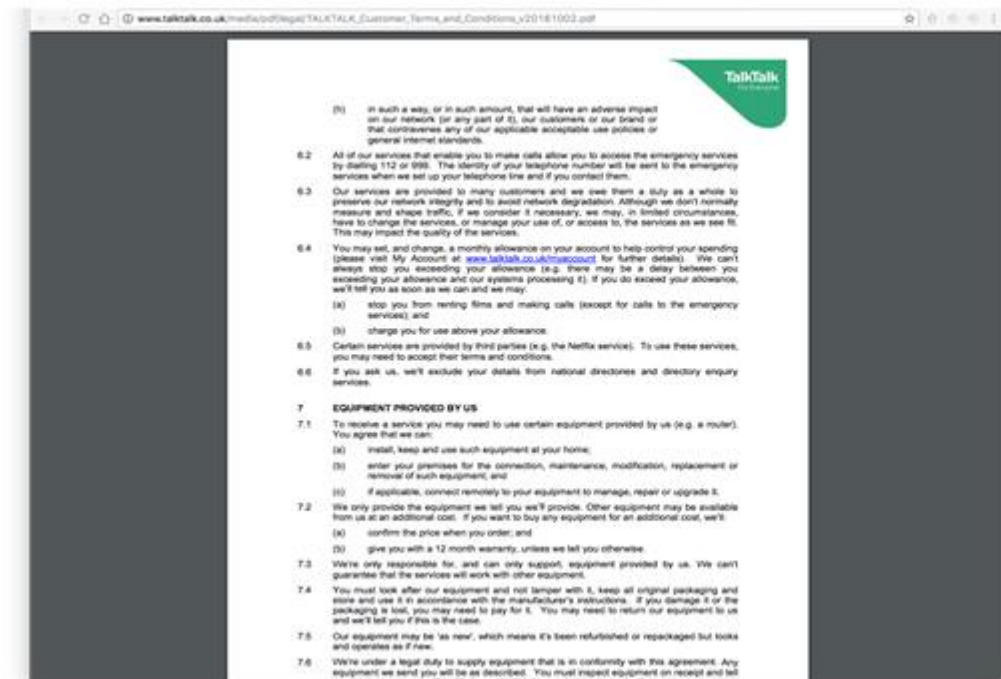 www.talktalk.co.uk/media/pdf/legal/TALKTALK_Customer_Terms_and_Conditions_v20181002.pdf
TalkTalk
For Everyone
(h) in such a way, or in such amount, that will have an adverse impact
on our network (or any part of it), our customers or our brand or
that contravenes any of our applicable acceptable use policies or
general internet standards.
6.2 All of our services that enable you to make calls allow you to access the emergency services
by dialling 112 or 999. The identity of your telephone number will be sent to the emergency
services when we set up your telephone line and if you contact them.
6.3 Our services are provided to many customers and we owe them a duty as a whole to
preserve our network integrity and to avoid network degradation. Although we don't normally
measure and shape traffic, if we consider it necessary, we may, in limited circumstances,
have to change the services, or manage your use of, or access to, the services as we see fit.
This may impact the quality of the services.
6.4 You may set, and change, a monthly allowance on your account to help control your spending
(please visit My Account at www.talktalk.co.uk/myaccount for further details). We can't
always stop you exceeding your allowance (e.g. there may be a delay between you
exceeding your allowance and our systems processing it). If you do exceed your allowance,
we'll tell you as soon as we can and we may:
(a) stop you from renting films and making calls (except for calls to the emergency
services); and
(b) charge you for use above your allowance.
6.5 Certain services are provided by third parties (e.g. the Netflix service). To use these services,
you may need to accept their terms and conditions.
6.6 If you ask us, we'll exclude your details from national directories and directory enquiry
services.
7 EQUIPMENT PROVIDED BY US
7.1 To receive a service you may need to use certain equipment provided by us (e.g. a router).
You agree that we can:
(a) install, keep and use such equipment at your home;
(b) enter your premises for the connection, maintenance, modification, replacement or
removal of such equipment; and
(c) if applicable, connect remotely to your equipment to manage, repair or upgrade it.
7.2 We only provide the equipment we tell you we'll provide. Other equipment may be available
from us at an additional cost. If you want to buy any equipment for an additional cost, we'll:
(a) confirm the price when you order; and
(b) give you with a 12 month warranty, unless we tell you otherwise.
7.3 We're only responsible for, and can only support, equipment provided by us. We can't
guarantee that the services will work with other equipment.
7.4 You must look after our equipment and not tamper with it, keep all original packaging and
store and use it in accordance with the manufacturer's instructions. If you damage it or the
packaging is lost, you may need to pay for it. You may need to return our equipment to us
and we'll tell you if this is the case.
7.5 Our equipment may be 'as new', which means it's been refurbished or repackaged but looks
and operates as if new.
7.6 We're under a legal duty to supply equipment that is in conformity with this agreement. Any
equipment we send you will be as described. You must inspect equipment on receipt and tell